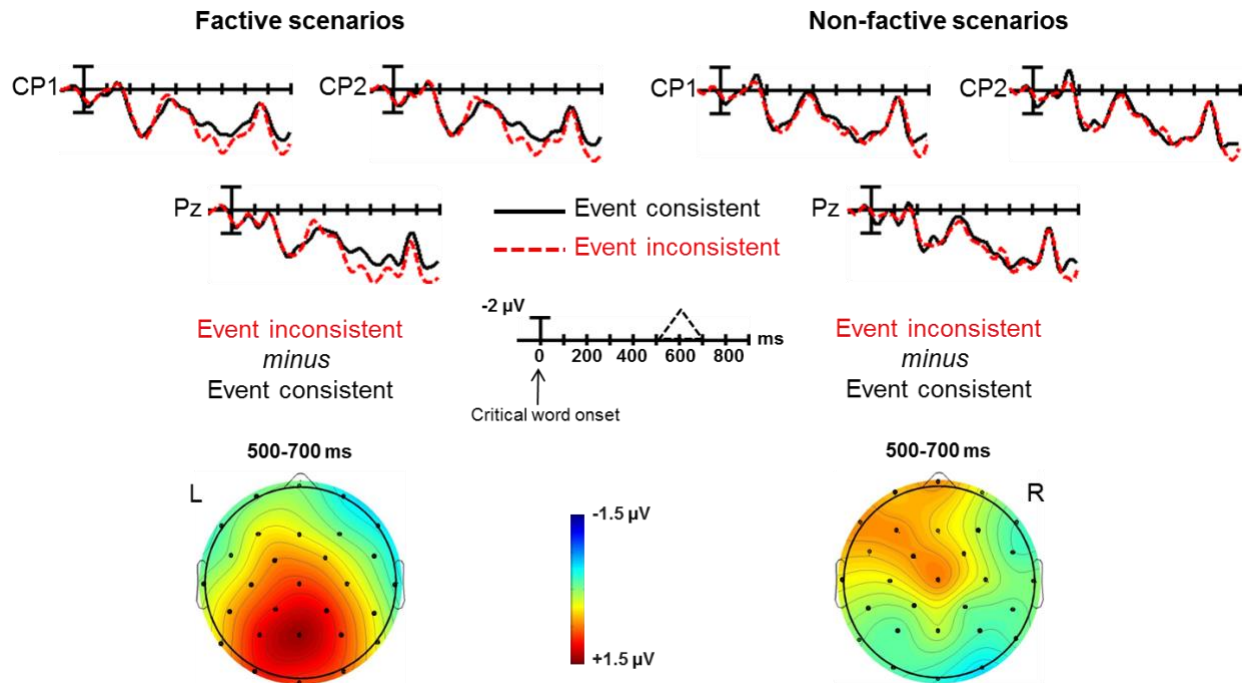 Factive scenarios
Non-factive scenarios
CP1
CP2
CP1
CP2
Pz
Pz
Event consistent
Event inconsistent
Event inconsistent
minus
Event consistent
-2 µV
ms
0 200 400 600 800
Critical word onset
Event inconsistent
minus
Event consistent
500-700 ms
L
-1.5 µV
+1.5 µV
500-700 ms
R